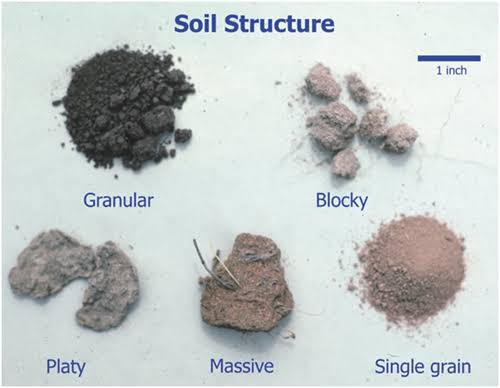 Soil Structure
1 inch
Granular
Blocky
Platy
Massive
Single grain